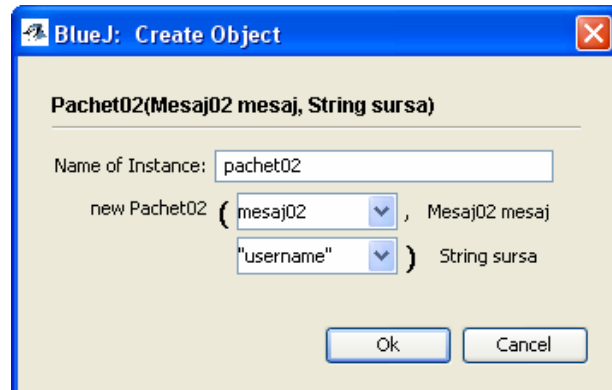 BlueJ: Create Object
Pachet02(Mesaj02 mesaj, String sursa)
Name of Instance: pachet02
new Pachet02 ( mesaj02 , Mesaj02 mesaj
"username" ) String sursa
Ok Cancel